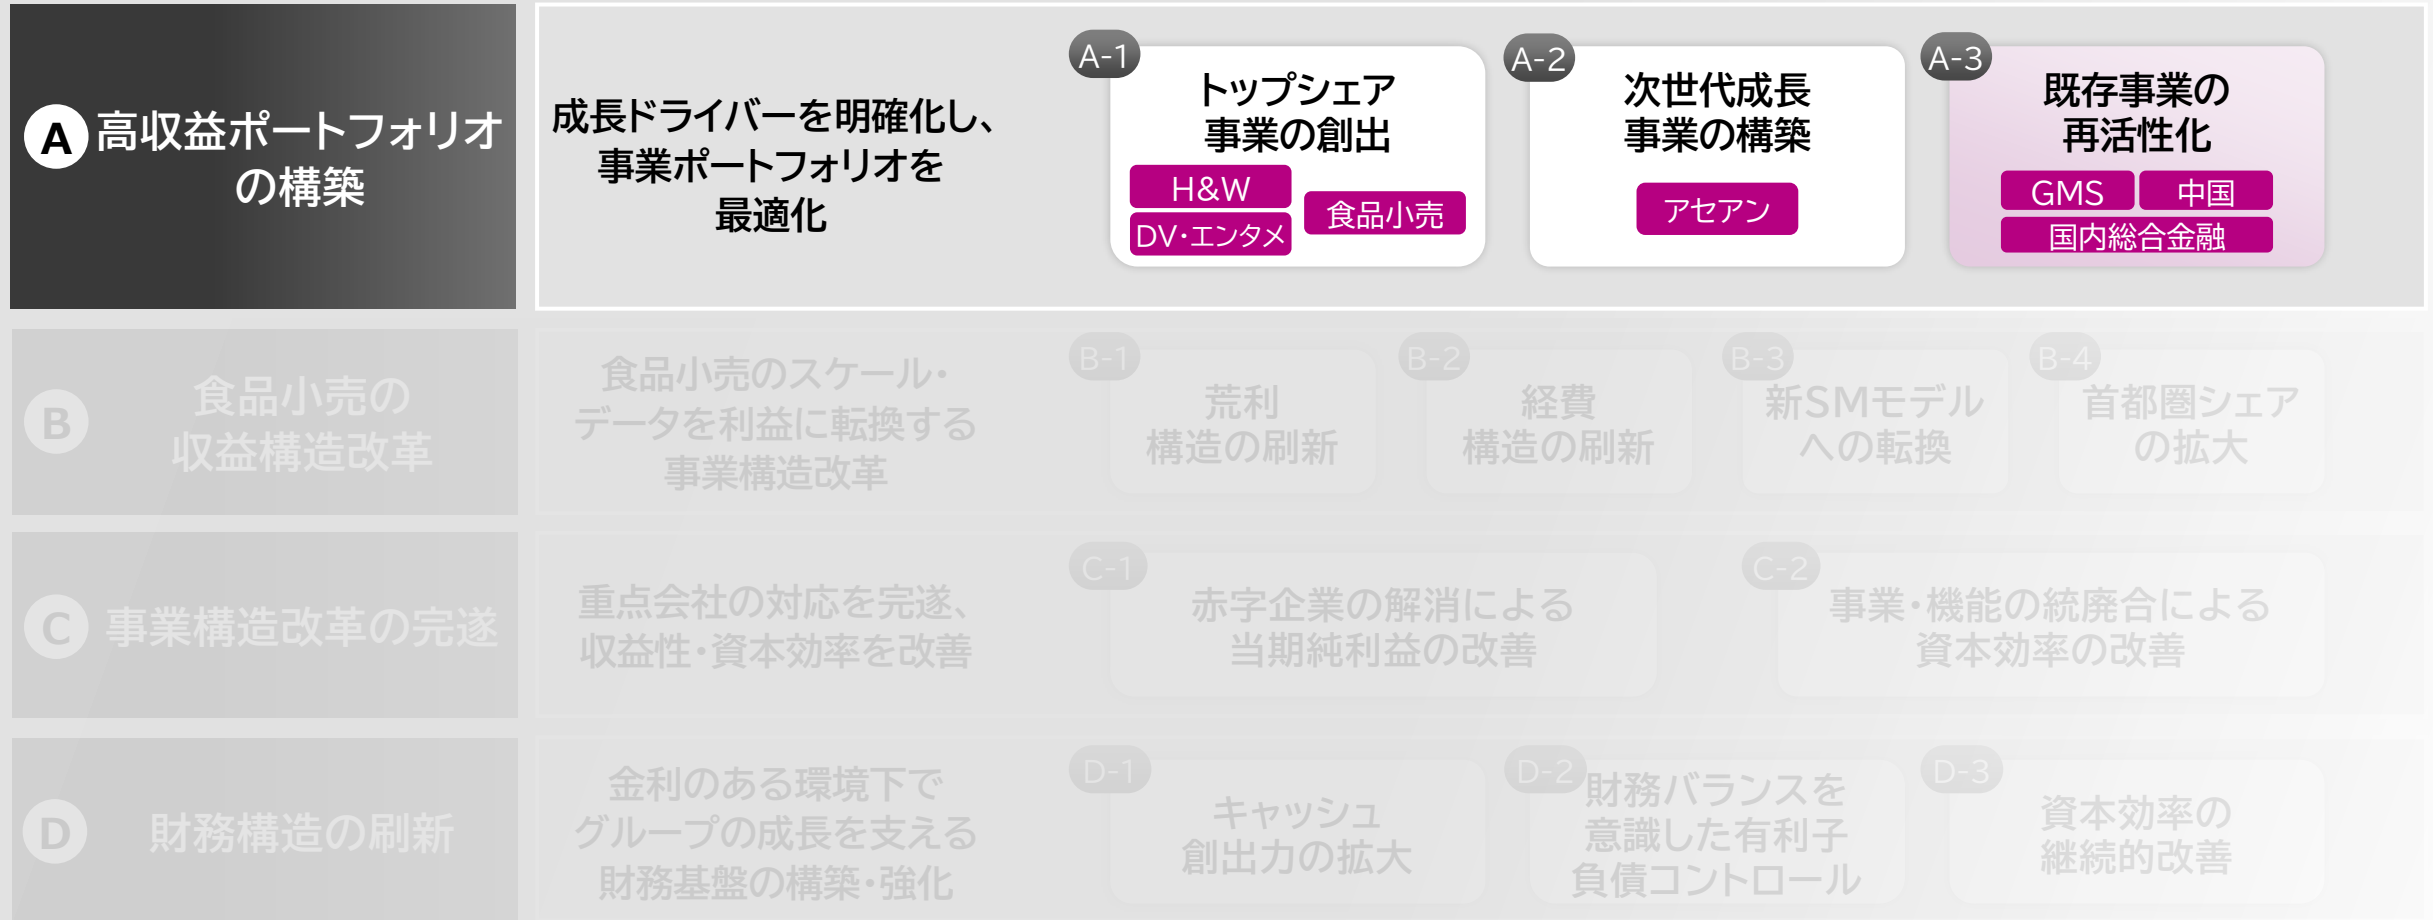 A
高収益ポートフォリオ
の構築
成長ドライバーを明確化し、
事業ポートフォリオを
最適化
A-1
トップシェア
事業の創出
H&W
DV・エンタメ
食品小売
A-2
次世代成長
事業の構築
アセアン
A-3
既存事業の
再活性化
GMS
中国
国内総合金融
B
食品小売の
収益構造改革
食品小売のスケール・
データを利益に転換する
事業構造改革
B-1
荒利
構造の刷新
B-2
経費
構造の刷新
B-3
新SMモデル
への転換
B-4
首都圏シェア
の拡大
C
事業構造改革の完遂
重点会社の対応を完遂、
収益性・資本効率を改善
C-1
赤字企業の解消による
当期純利益の改善
C-2
事業・機能の統廃合による
資本効率の改善
D
財務構造の刷新
金利のある環境下で
グループの成長を支える
財務基盤の構築・強化
D-1
キャッシュ
創出力の拡大
D-2
財務バランスを
意識した有利子
負債コントロール
D-3
資本効率の
継続的改善